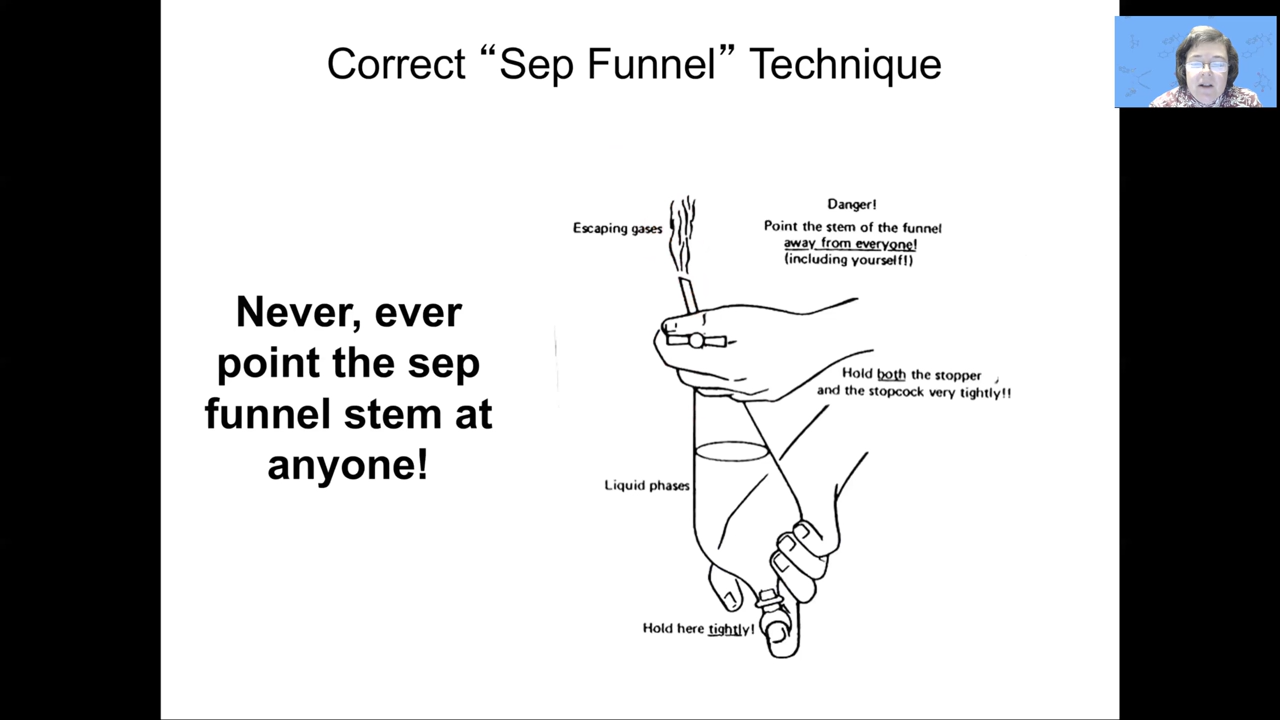 Correct “Sep Funnel” Technique
Never, ever
point the sep
funnel stem at
anyone!
Escaping gases
Danger!
Point the stem of the funnel
away from everyone!
(including yourself!)
Hold both the stopper
and the stopcock very tightly!!
Liquid phases
Hold here tightly!